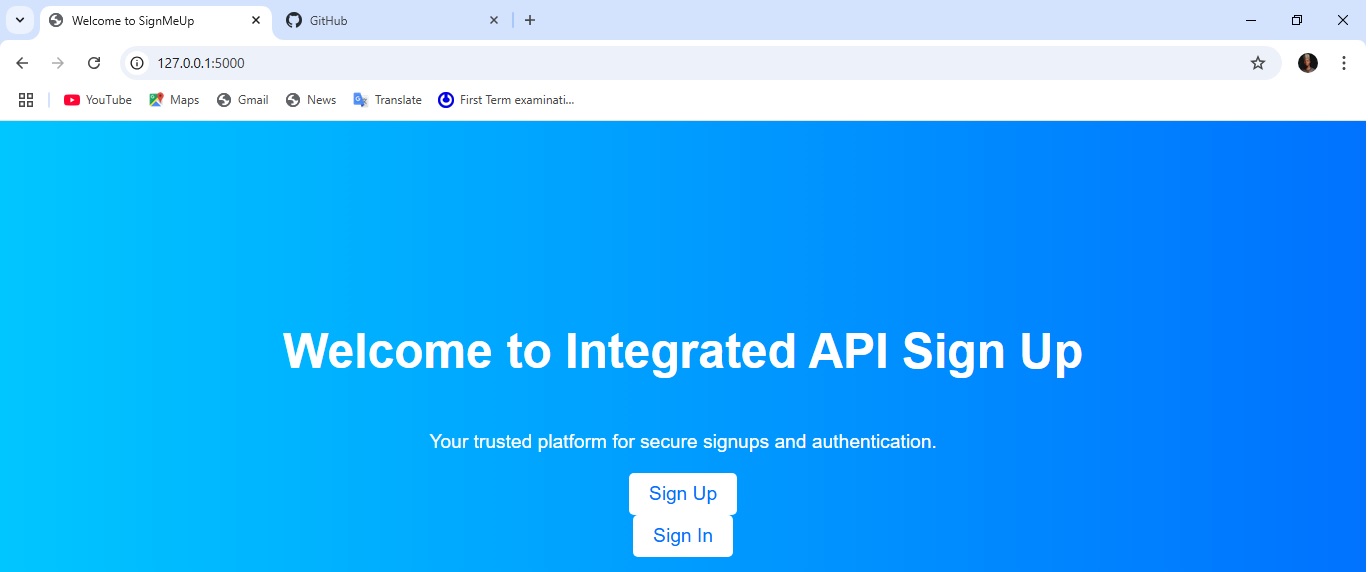 Welcome to SignMeUp
GitHub
127.0.0.1:5000
YouTube
Maps
Gmail
News
Translate
First Term examinati...
Welcome to Integrated API Sign Up
Your trusted platform for secure signups and authentication.
Sign Up
Sign In